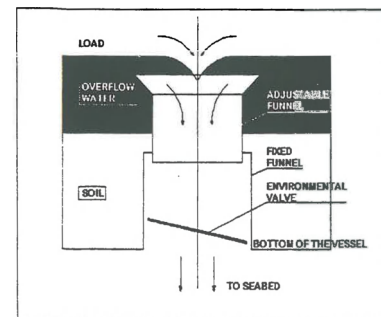 LOAD
OVERFLOW
WATER
ADJUSTABLE
FUNNEL
FIXED
FUNNEL
ENVIRONMENTAL
VALVE
SOIL
BOTTOM OF THE VESSEL
TO SEABED